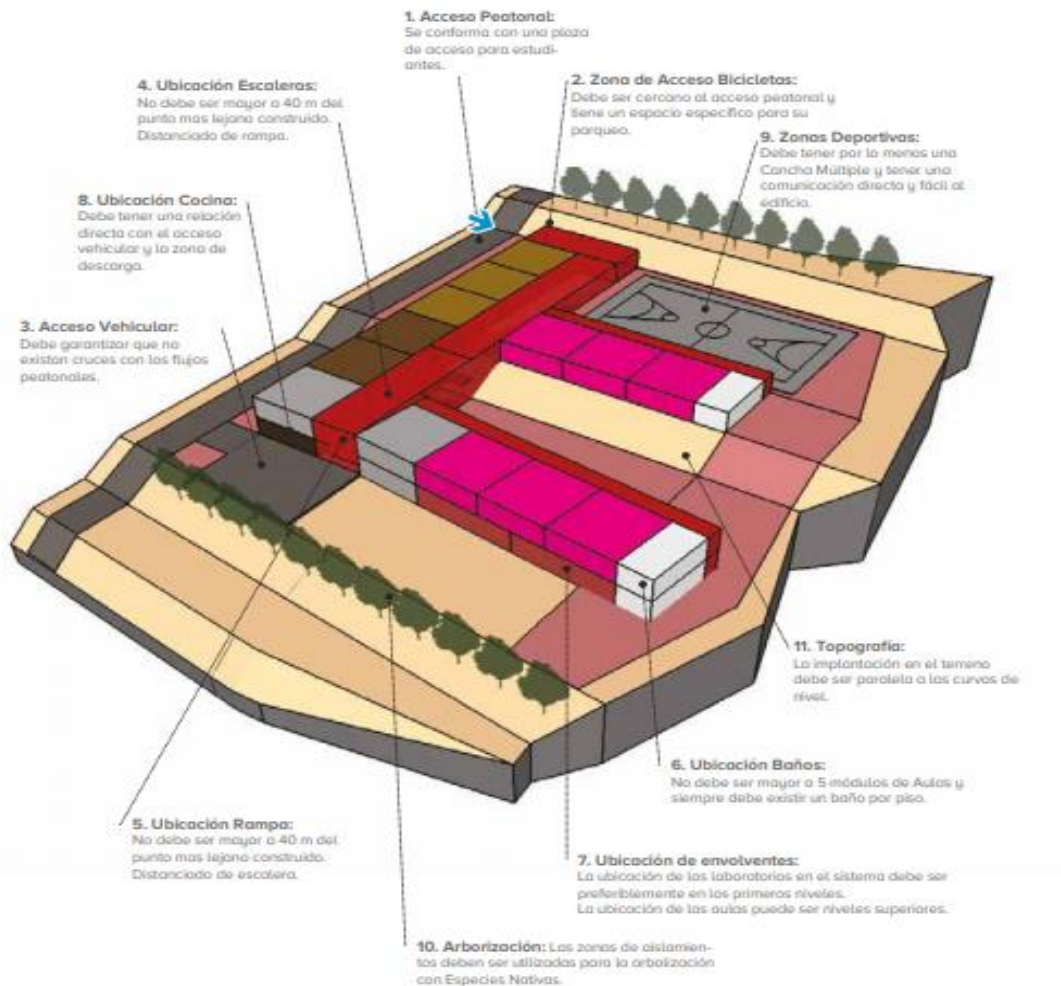 1. Acceso Peatonal:
Se conforma con una plaza
de acceso para estudi-
antes.
2. Zona de Acceso Bicicletas:
Debe ser cercano al acceso peatonal y
tiene un espacio específico para su
parqueo.
4. Ubicación Escaleras:
No debe ser mayor a 40 m del
punto mas lejano construido.
Distanciado de rampa.
9. Zonas Deportivas:
Debe tener por lo menos una
Cancha Múltiple y tener una
comunicación directa y fácil al
edificio.
8. Ubicación Cocina:
Debe tener una relación
directa con el acceso
vehicular y la zona de
descarga.
3. Acceso Vehicular:
Debe garantizar que no
existan cruces con los flujos
peatonales.
11. Topografía:
La implantación en el terreno
debe ser paralela a las curvas de
nivel.
6. Ubicación Baños:
No debe ser mayor a 5 módulos de Aulas y
siempre debe existir un baño por piso.
5. Ubicación Rampa:
No debe ser mayor a 40 m del
punto mas lejano construido.
Distanciado de escalera.
7. Ubicación de envolventes:
La ubicación de los laboratorios en el sistema debe ser
preferiblemente en los primeros niveles.
La ubicación de las aulas puede ser niveles superiores.
10. Arborización: Las zonas de aislamien-
tos deben ser utilizadas para la arbolización
con Especies Nativas.